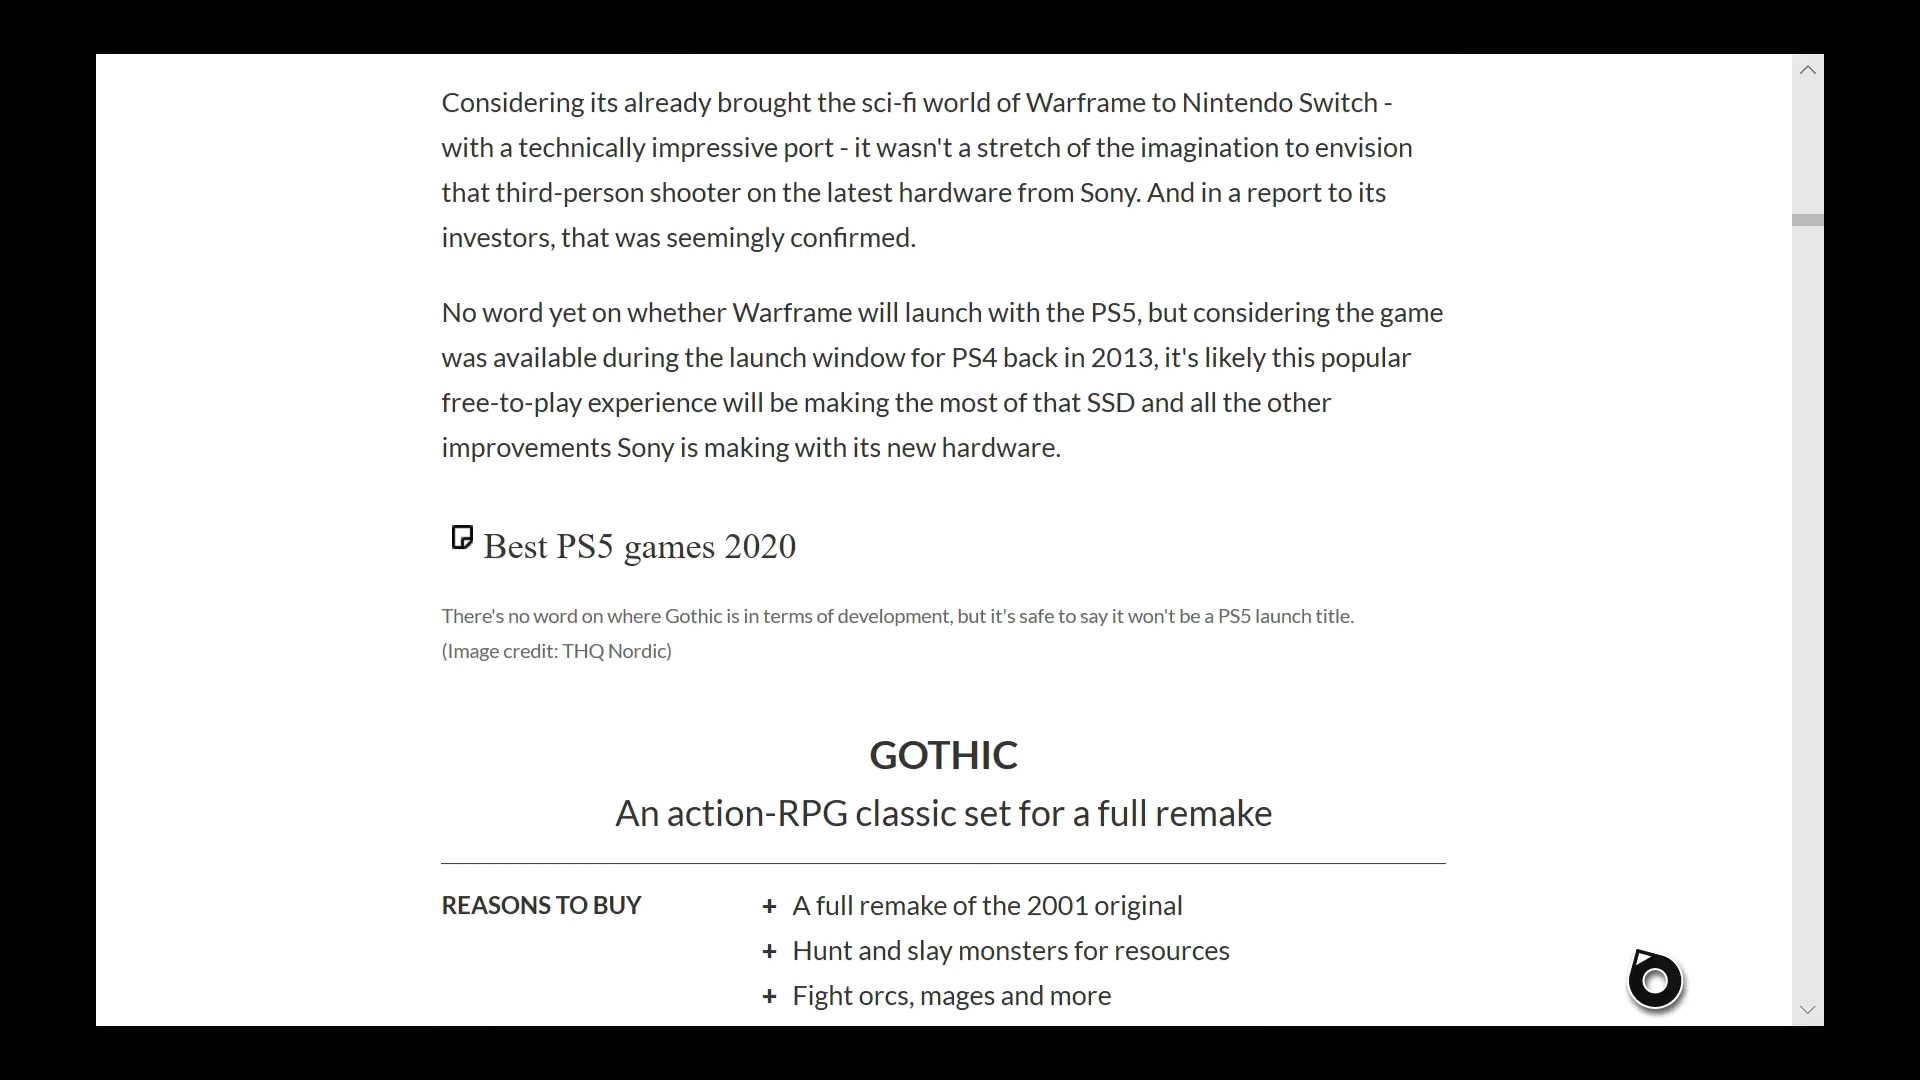 Considering its already brought the sci-fi world of Warframe to Nintendo Switch -
with a technically impressive port - it wasn't a stretch of the imagination to envision
that third-person shooter on the latest hardware from Sony. And in a report to its
investors, that was seemingly confirmed.
No word yet on whether Warframe will launch with the PS5, but considering the game
was available during the launch window for PS4 back in 2013, it's likely this popular
free-to-play experience will be making the most of that SSD and all the other
improvements Sony is making with its new hardware.
Best PS5 games 2020
There's no word on where Gothic is in terms of development, but it's safe to say it won't be a PS5 launch title.
(Image credit: THQ Nordic)
GOTHIC
An action-RPG classic set for a full remake
REASONS TO BUY
+ A full remake of the 2001 original
+ Hunt and slay monsters for resources
+ Fight orcs, mages and more